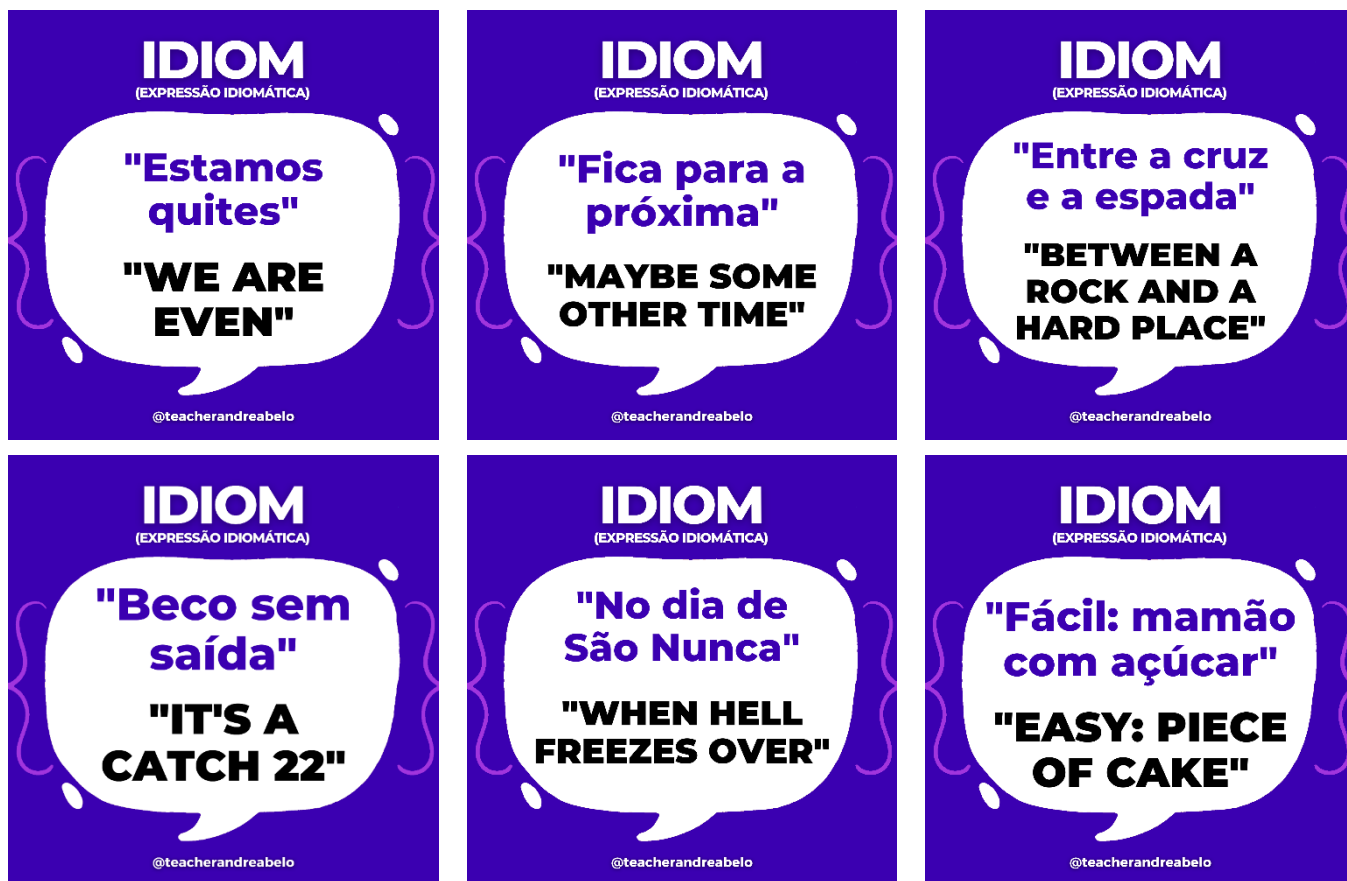 IDIOM
(EXPRESSÃO IDIOMÁTICA)
"Estamos
quites"
"WE ARE
EVEN"
@teacherandreabelo
IDIOM
(EXPRESSÃO IDIOMÁTICA)
"Fica para a
próxima"
"MAYBE SOME
OTHER TIME"
@teacherandreabelo
IDIOM
(EXPRESSÃO IDIOMÁTICA)
"Entre a cruz
e a espada"
"BETWEEN A
ROCK AND A
HARD PLACE"
@teacherandreabelo
IDIOM
(EXPRESSÃO IDIOMÁTICA)
"Beco sem
saída"
"IT'S A
CATCH 22"
@teacherandreabelo
IDIOM
(EXPRESSÃO IDIOMÁTICA)
"No dia de
São Nunca"
"WHEN HELL
FREEZES OVER"
@teacherandreabelo
IDIOM
(EXPRESSÃO IDIOMÁTICA)
"Fácil: mamão
com açúcar"
"EASY: PIECE
OF CAKE"
@teacherandreabelo